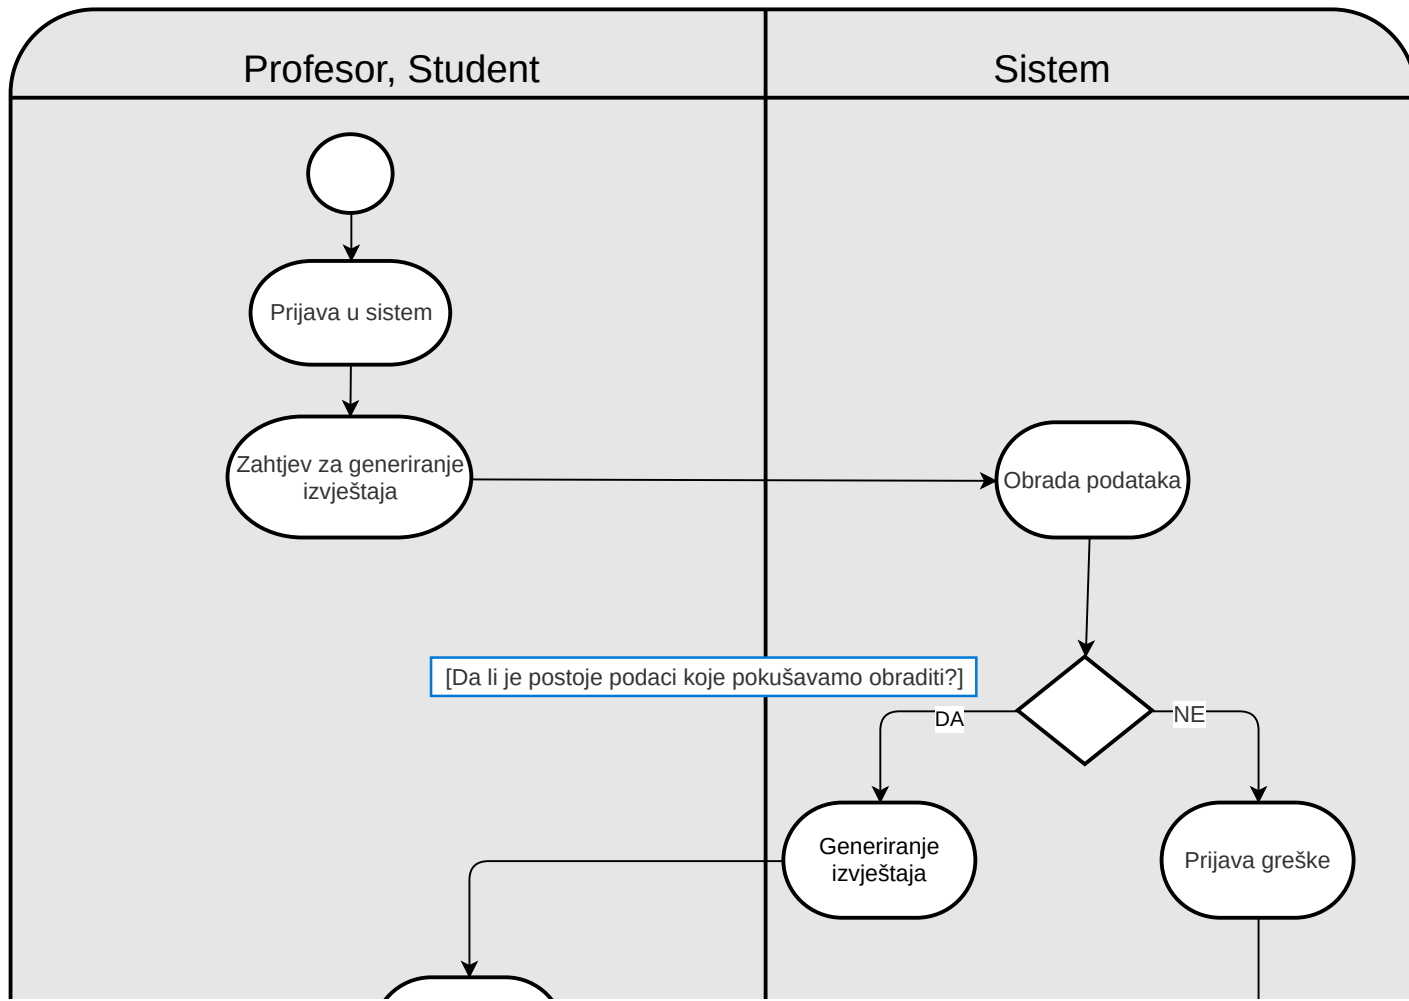 Profesor, Student
Sistem
Prijava u sistem
Zahtjev za generiranje
izvještaja
Obrada podataka
[Da li je postoje podaci koje pokušavamo obraditi?]
DA
NE
Generiranje
izvještaja
Prijava greške